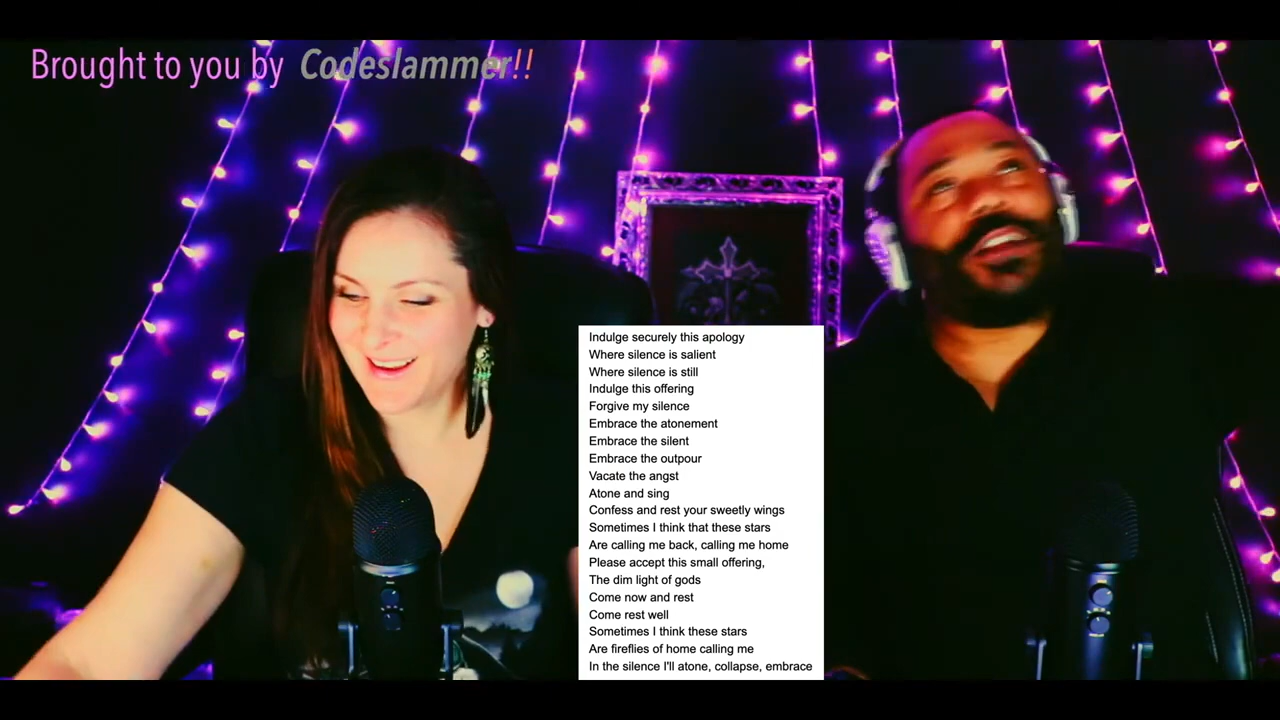 Brought to you by Codeslammer!!
Indulge securely this apology
Where silence is salient
Where silence is still
Indulge this offering
Forgive my silence
Embrace the atonement
Embrace the silent
Embrace the outpour
Vacate the angst
Atone and sing
Confess and rest your sweetly wings
Sometimes I think that these stars
Are calling me back, calling me home
Please accept this small offering,
The dim light of gods
Come now and rest
Come rest well
Sometimes I think these stars
Are fireflies of home calling me
In the silence I'll atone, collapse, embrace